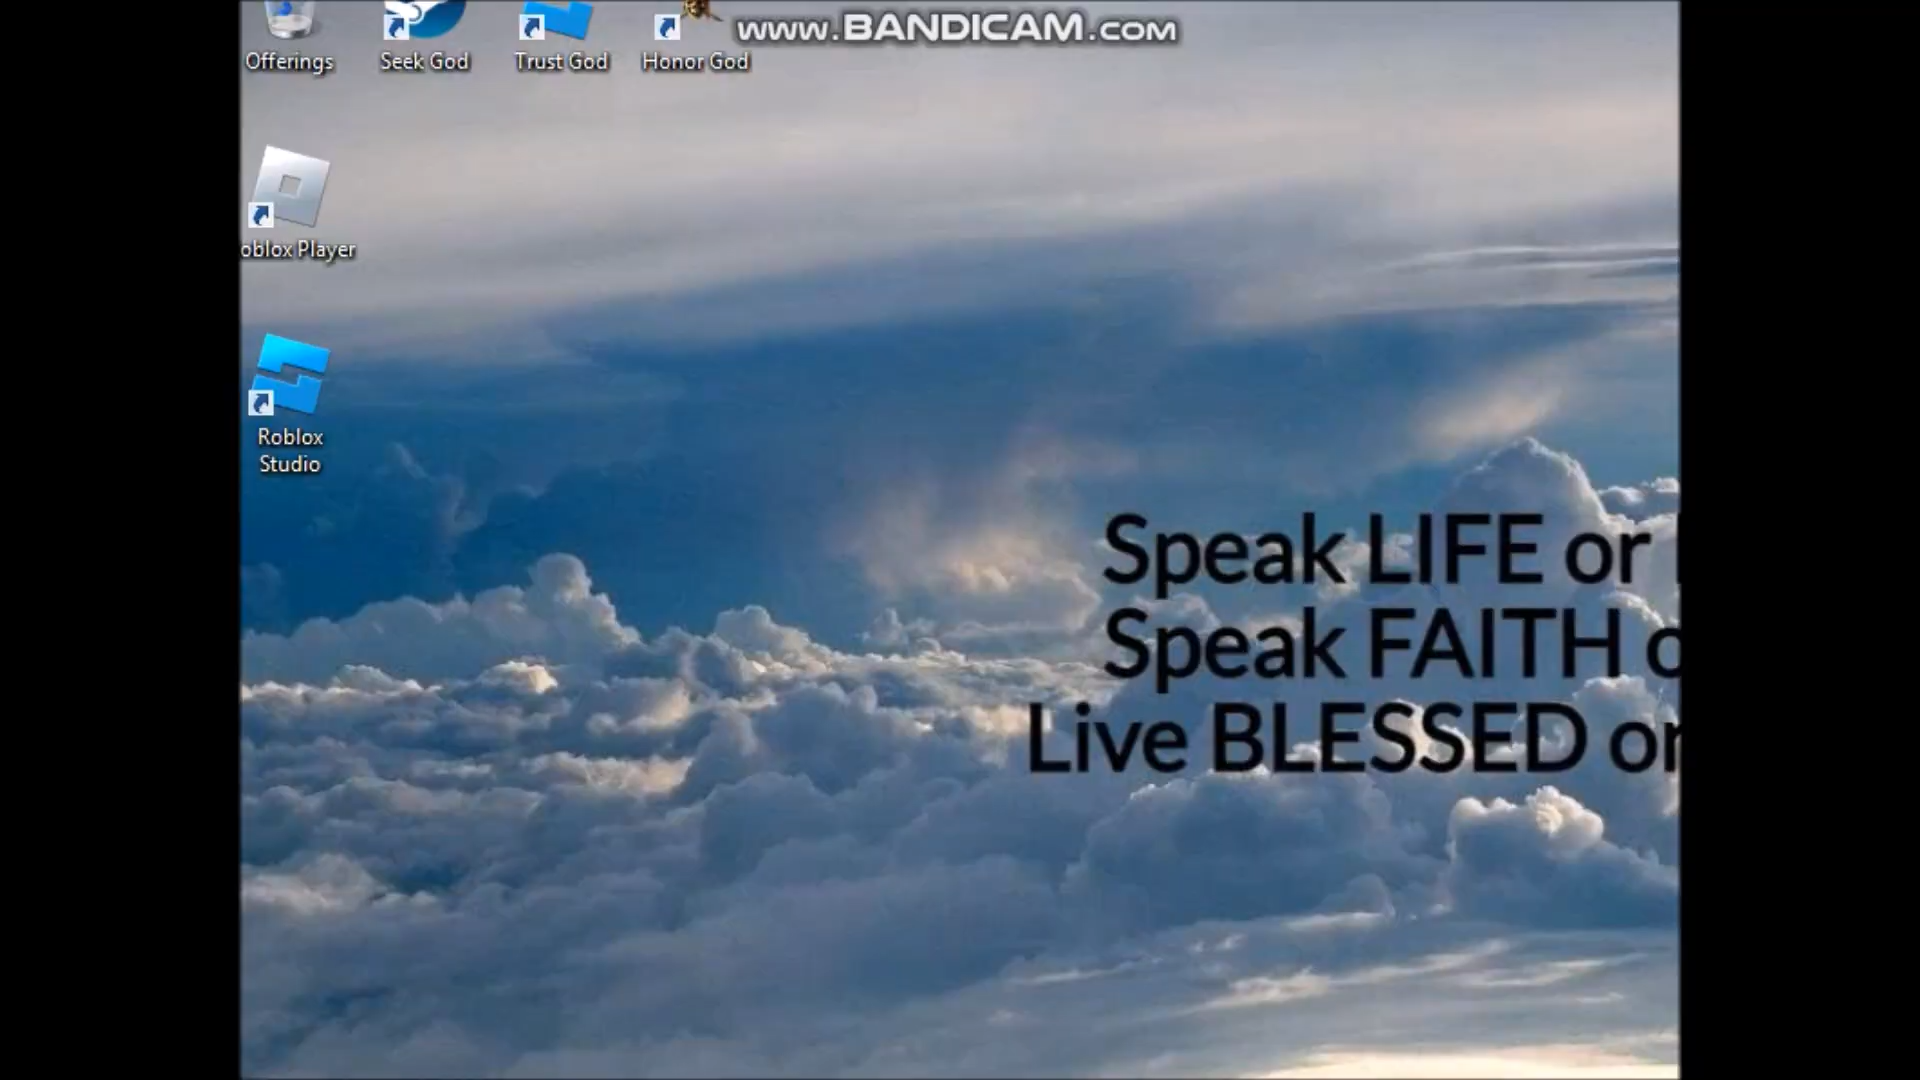 www.BANDICAM.com
Offerings
Seek God
Trust God
Honor God
oblox Player
Roblox
Studio
Speak LIFE or
Speak FAITH o
Live BLESSED or